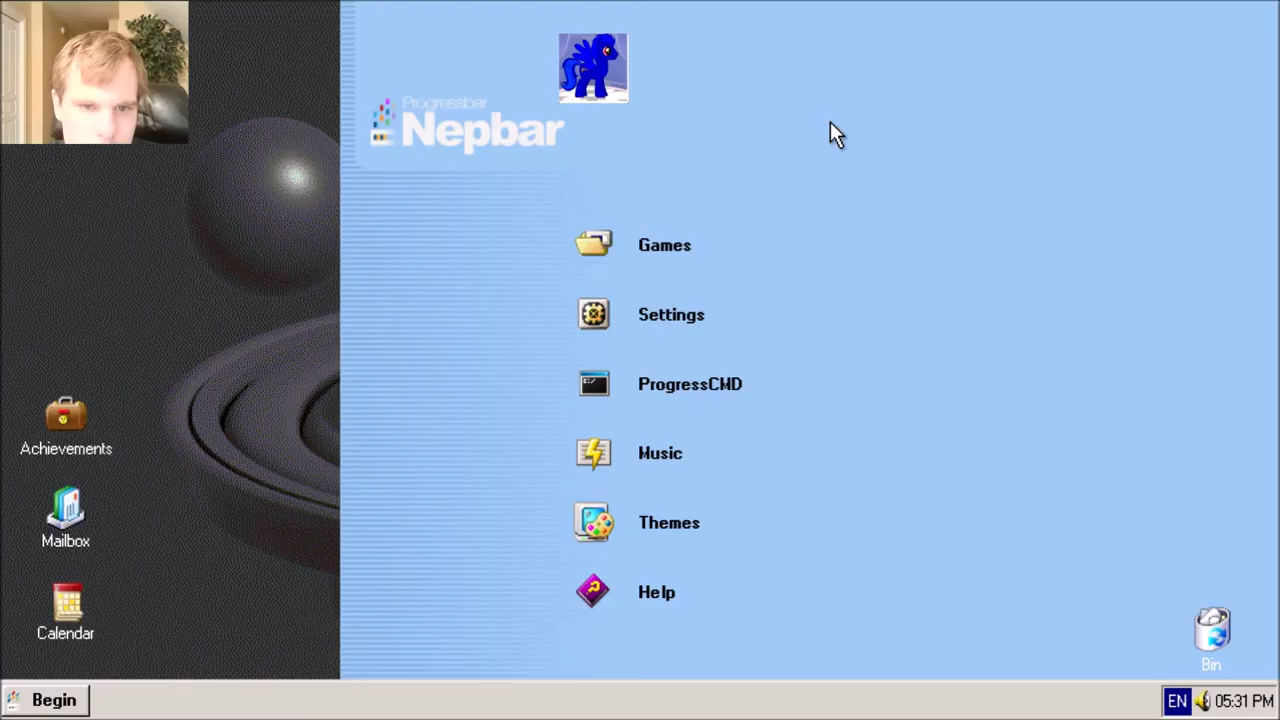 Progressbar
Nepbar
Games
Settings
ProgressCMD
Music
Themes
Help
Achievements
Mailbox
Calendar
Bin
Begin
EN 05:31 PM